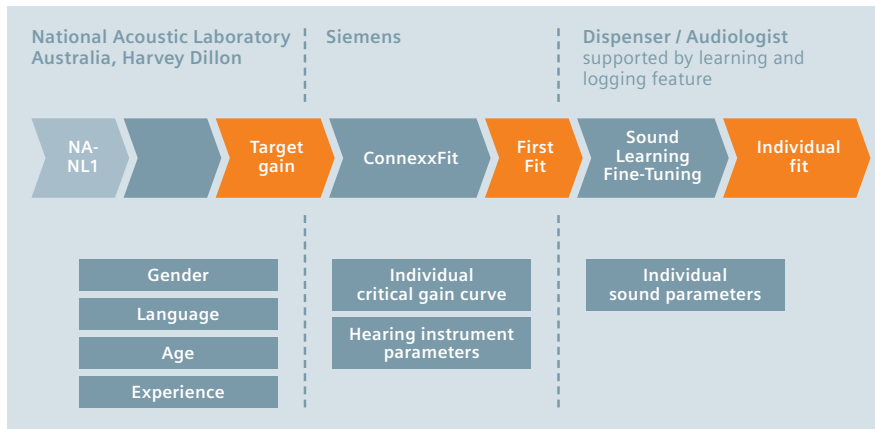 National Acoustic Laboratory
Australia, Harvey Dillon
Siemens
Dispenser / Audiologist
supported by learning and
logging feature
NA-
NL1
Target
gain
ConnexxFit
First
Fit
Sound
Learning
Fine-Tuning
Individual
fit
Gender
Language
Age
Experience
Individual
critical gain curve
Hearing instrument
parameters
Individual
sound parameters